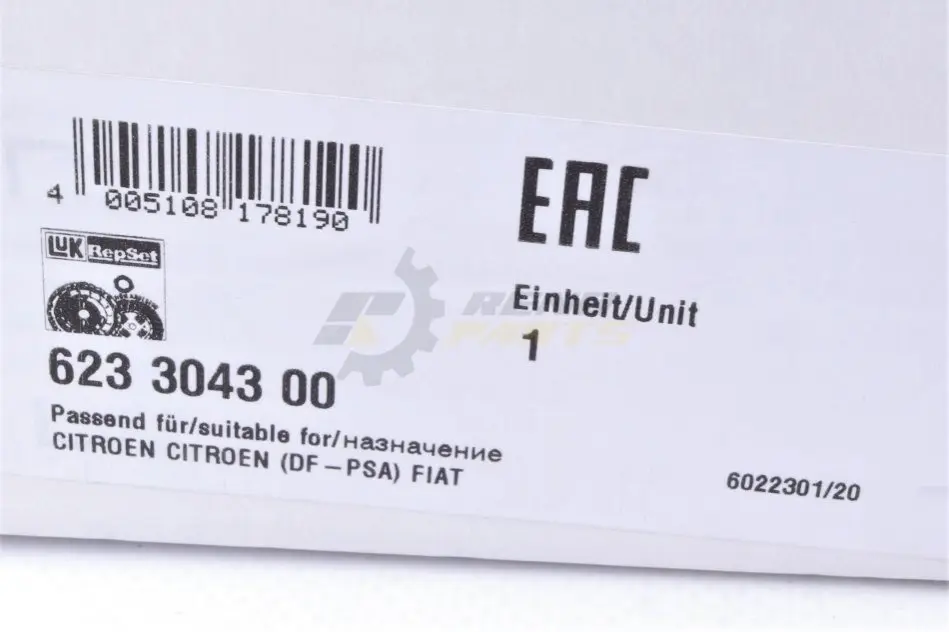 4 005108 178190
EAC
LuK RepSet
Einheit/Unit
1
623 3043 00
Passend für/suitable for/назначение
CITROEN CITROEN (DF-PSA) FIAT
6022301/20
PARTS